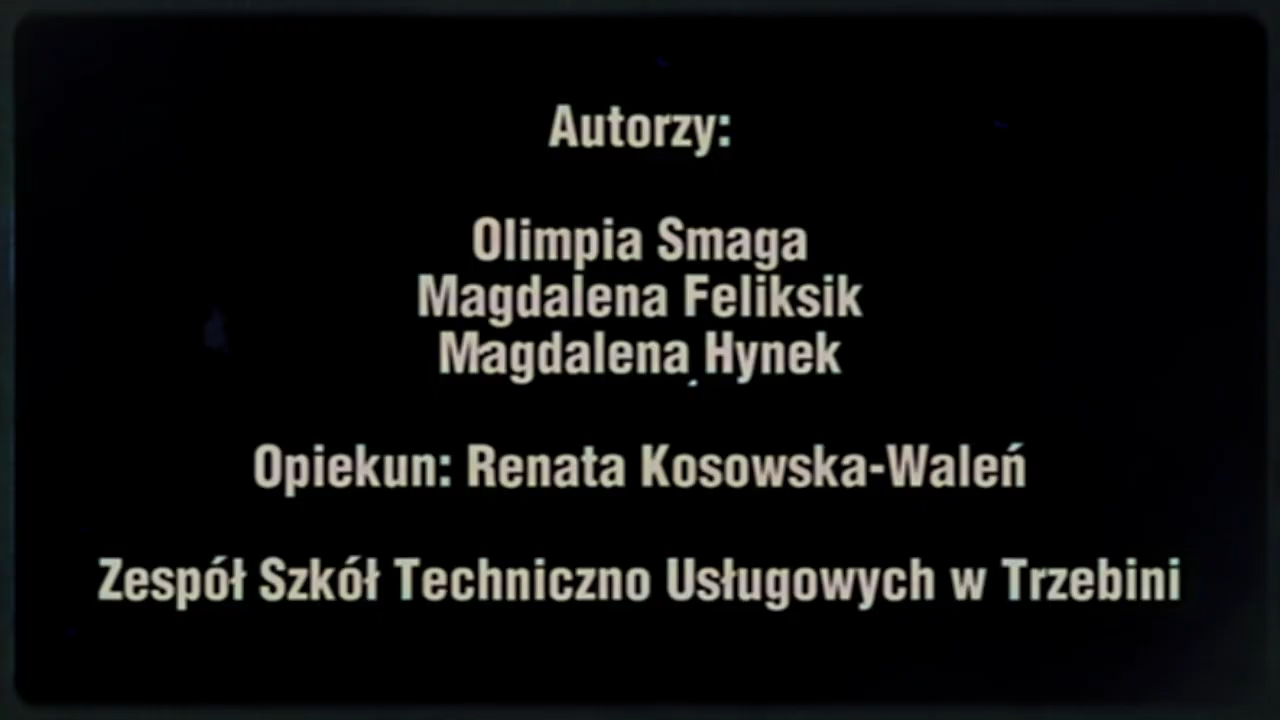 Autorzy:
Olimpia Smaga
Magdalena Feliksik
Magdalena Hynek
Opiekun: Renata Kosowska-Waleń
Zespół Szkół Techniczno Usługowych w Trzebini